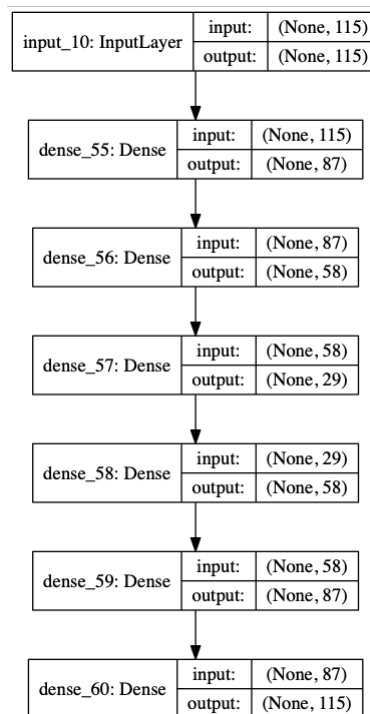 input_10: InputLayer input: (None, 115)
output: (None, 115)
dense_55: Dense input: (None, 115)
output: (None, 87)
dense_56: Dense input: (None, 87)
output: (None, 58)
dense_57: Dense input: (None, 58)
output: (None, 29)
dense_58: Dense input: (None, 29)
output: (None, 58)
dense_59: Dense input: (None, 58)
output: (None, 87)
dense_60: Dense input: (None, 87)
output: (None, 115)